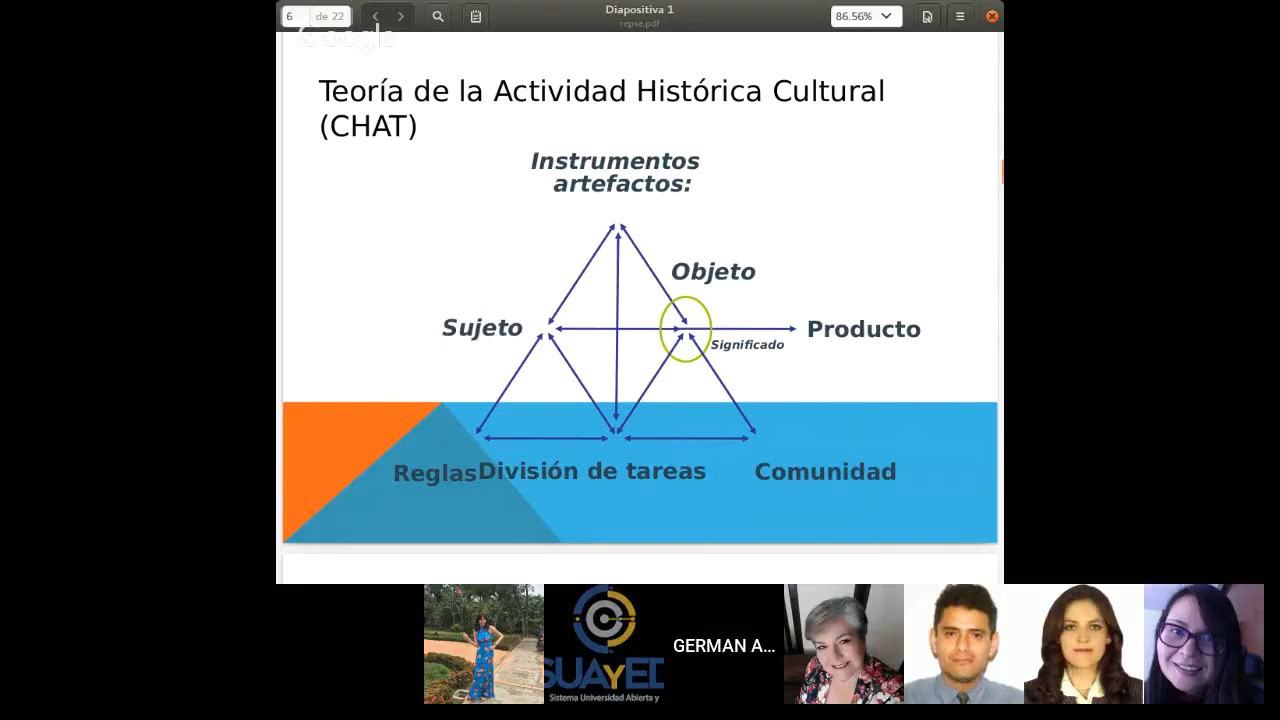 6 de 22
Diapositiva 1
repse.pdf
86.56%
Google
Teoría de la Actividad Histórica Cultural
(CHAT)
Instrumentos
artefactos:
Objeto
Sujeto
Producto
Significado
Reglas
División de tareas
Comunidad
GERMAN A...
SUAYED
Sistema Universidad Abierta y